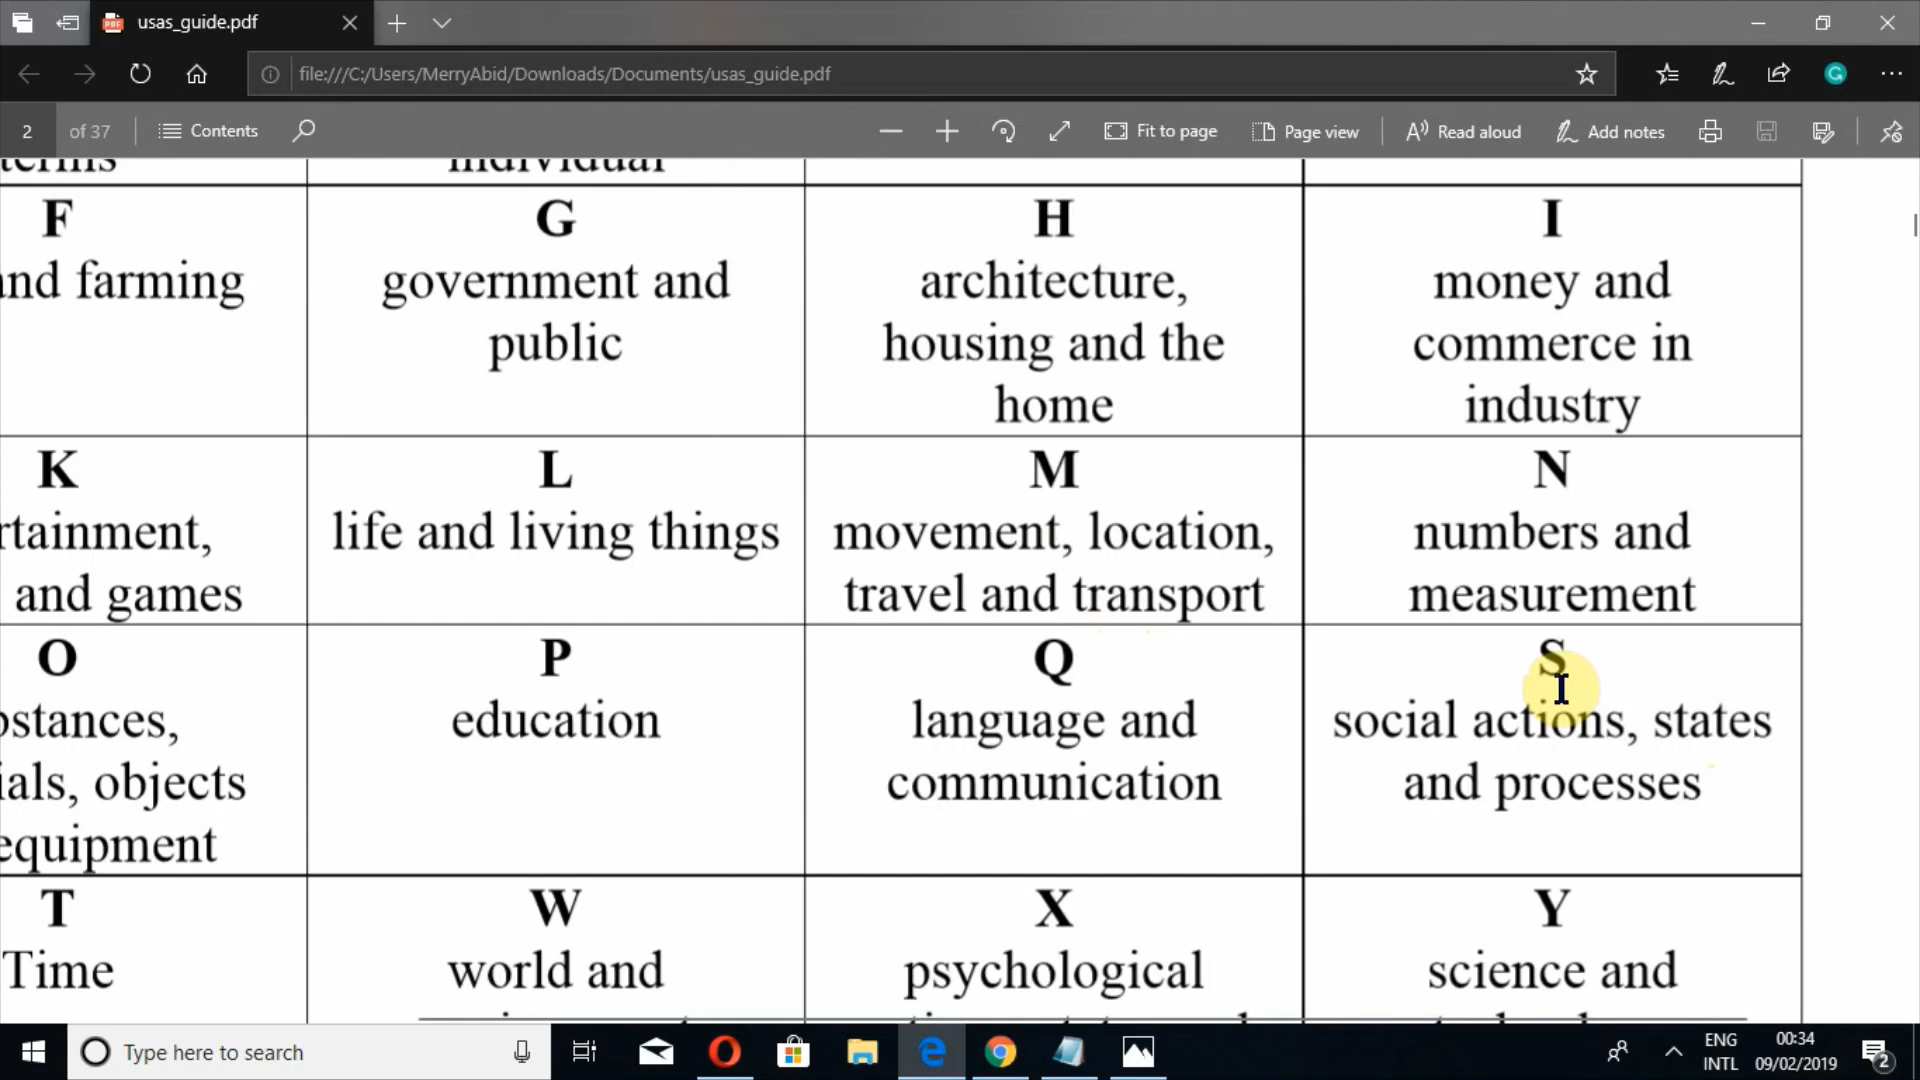 usas_guide.pdf
file:///C:/Users/MerryAbid/Downloads/Documents/usas_guide.pdf
2 of 37 Contents Fit to page Page view Read aloud Add notes
terms individual
F G H I
and farming government and architecture, money and
public housing and the commerce in
home industry
K L M N
rtainment, life and living things movement, location, numbers and
and games travel and transport measurement
O P Q S
ostances, education language and social actions, states
ials, objects communication and processes
equipment
T W X Y
Time world and psychological science and
Type here to search ENG 00:34
INTL 09/02/2019 2